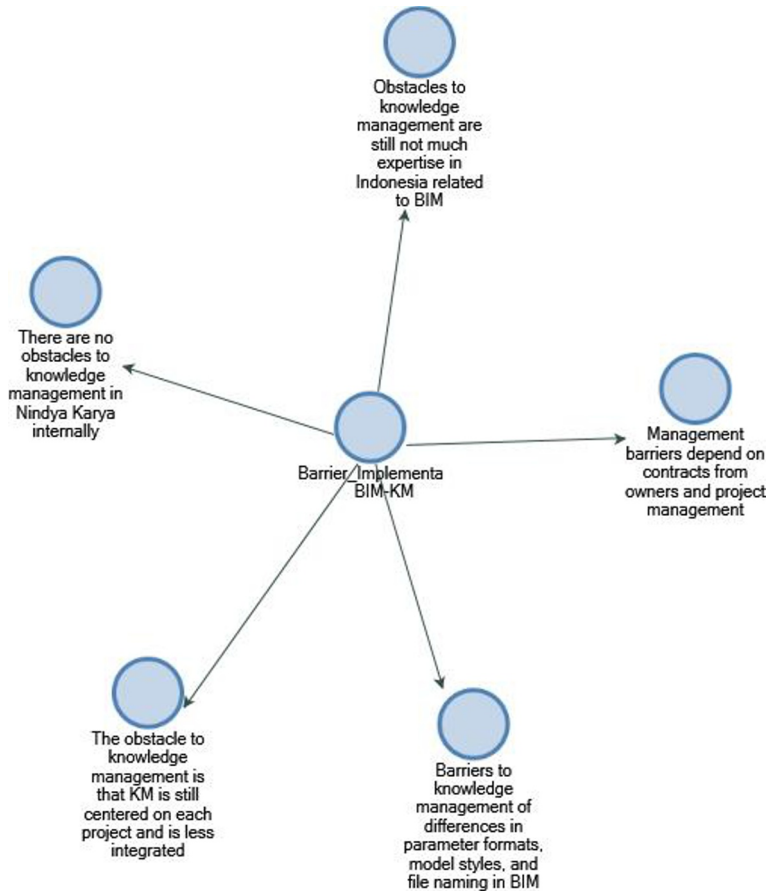 Obstacles to
knowledge
management are
still not much
expertise in
Indonesia related
to BIM
There are no
obstacles to
knowledge
management in
Nindya Karya
internally
Management
barriers depend on
contracts from
owners and project
management
Barrier_Implementa
BIM-KM
The obstacle to
knowledge
management is
that KM is still
centered on each
project and is less
integrated
Barriers to
knowledge
management of
differences in
parameter formats,
model styles, and
file naming in BIM